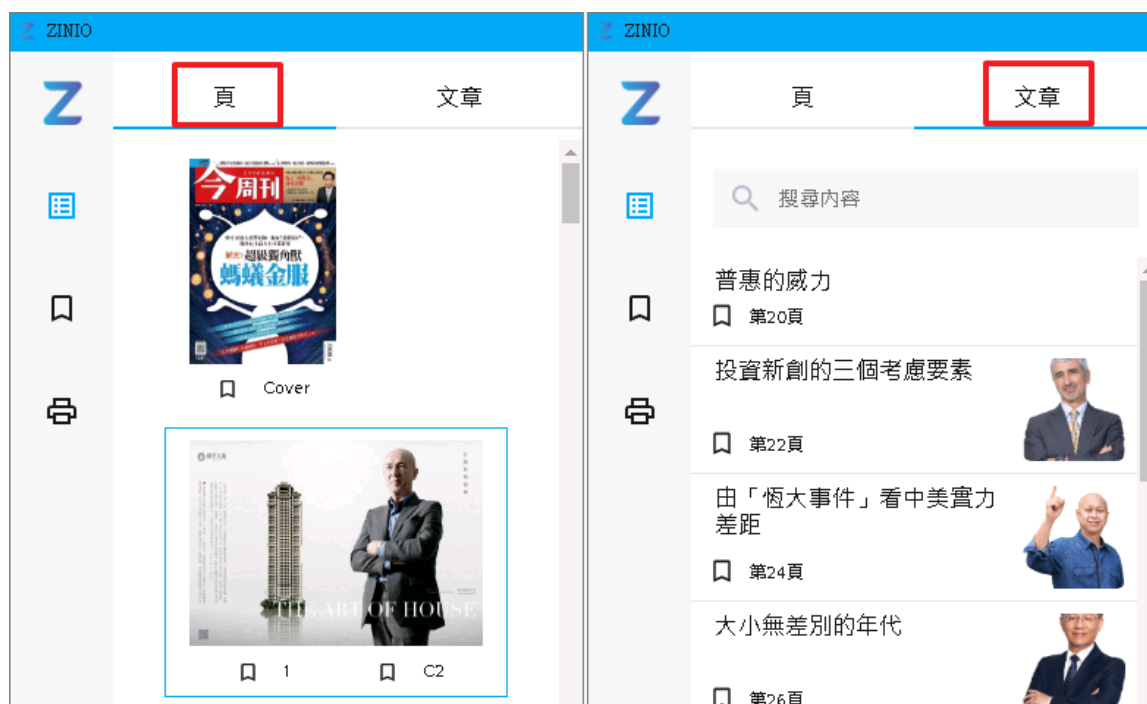 ZINIO
Z
頁
文章
今周刊
解密 超級獨角獸
螞蟻金服
Cover
THE ART OF HOUSE
1
C2
ZINIO
Z
頁
文章
搜尋內容
普惠的威力
第20頁
投資新創的三個考慮要素
第22頁
由「恆大事件」看中美實力
差距
第24頁
大小無差別的年代
第26頁